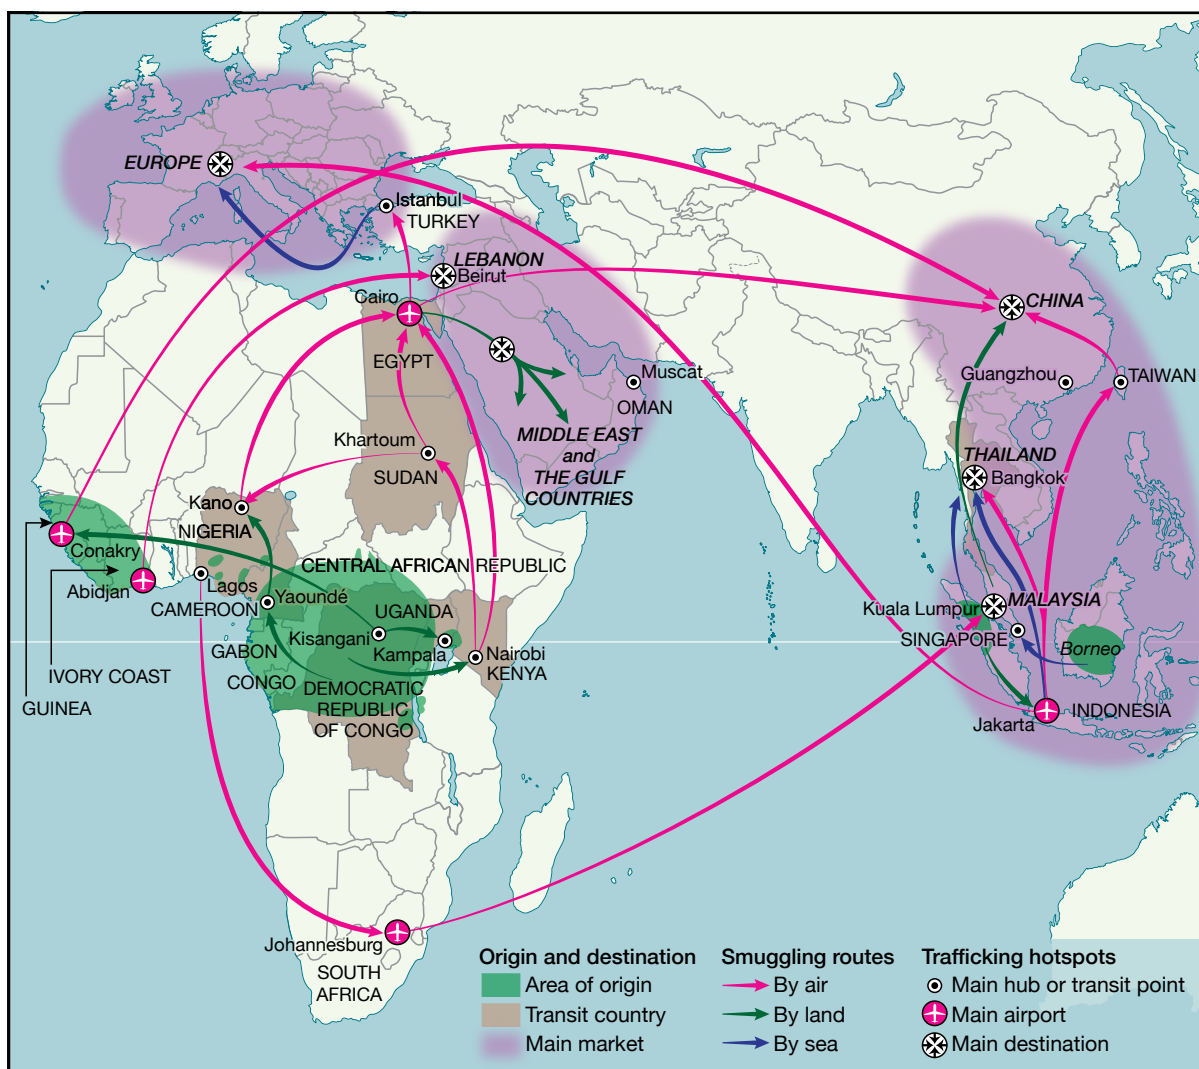 EUROPE
Istanbul
TURKEY
LEBANON
Beirut
Cairo
EGYPT
CHINA
Guangzhou
TAIWAN
Muscat
OMAN
MIDDLE EAST
and
THE GULF
COUNTRIES
Khartoum
SUDAN
THAILAND
Bangkok
Kano
NIGERIA
Conakry
Abidjan
Lagos
CENTRAL AFRICAN REPUBLIC
CAMEROON
Yaoundé
UGANDA
Kisangani
Kampala
GABON
CONGO
Nairobi
KENYA
DEMOCRATIC
REPUBLIC
OF CONGO
IVORY COAST
GUINEA
Kuala Lumpur
MALAYSIA
SINGAPORE
Borneo
Jakarta
INDONESIA
Johannesburg
SOUTH
AFRICA
Origin and destination
Area of origin
Transit country
Main market
Smuggling routes
By air
By land
By sea
Trafficking hotspots
Main hub or transit point
Main airport
Main destination